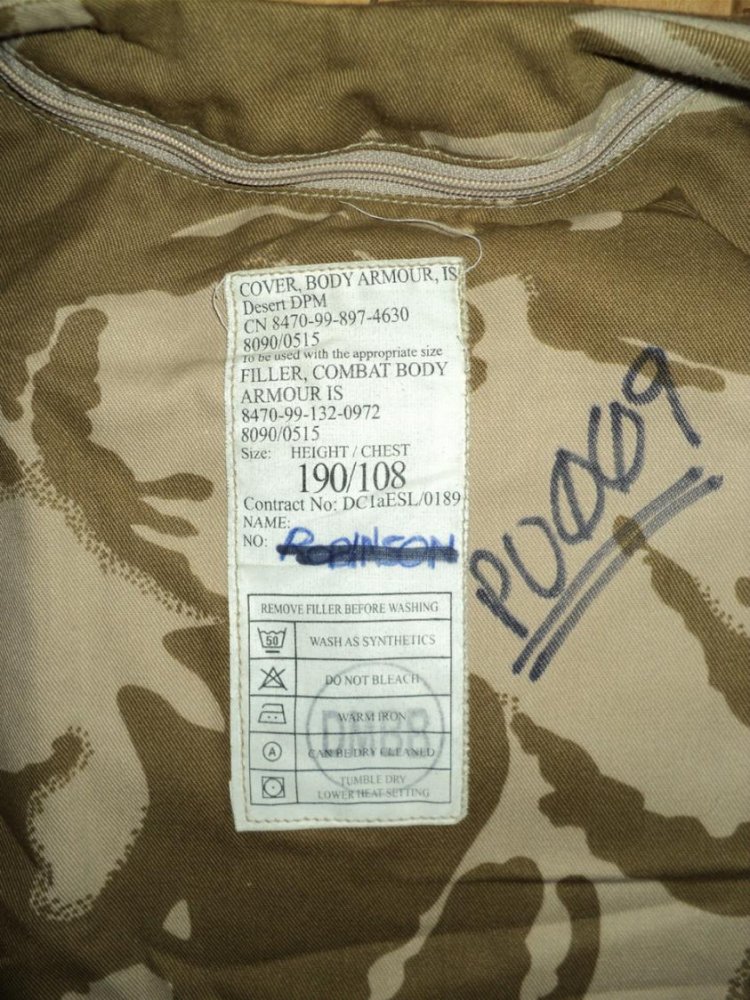 COVER, BODY ARMOUR, IS
Desert DPM
CN 8470-99-897-4630
8090/0515
To be used with the appropriate size
FILLER, COMBAT BODY
ARMOUR IS
8470-99-132-0972
8090/0515
Size: HEIGHT / CHEST
190/108
Contract No: DC1aESL/0189
NAME:
NO: ROBINSON
PU0009
REMOVE FILLER BEFORE WASHING
50 WASH AS SYNTHETICS
DO NOT BLEACH
WARM IRON
DMBR
A CAN BE DRY CLEANED
TUMBLE DRY
LOWER HEAT SETTING